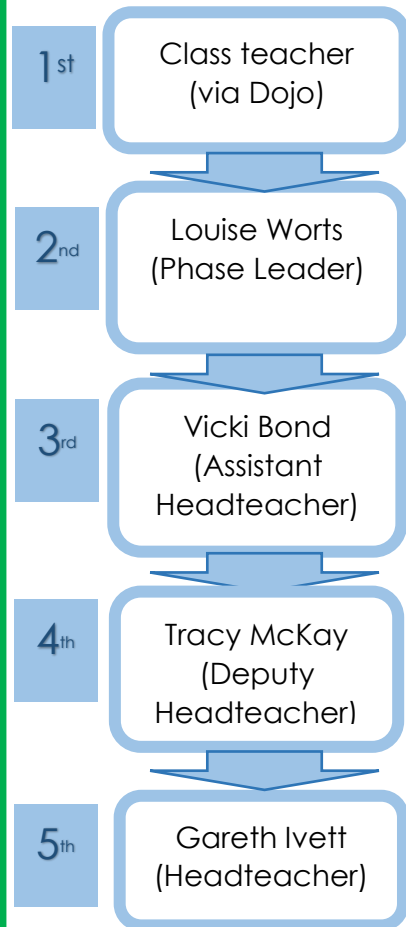 1st
Class teacher
(via Dojo)
2nd
Louise Worts
(Phase Leader)
3rd
Vicki Bond
(Assistant
Headteacher)
4th
Tracy McKay
(Deputy
Headteacher)
5th
Gareth Ivett
(Headteacher)